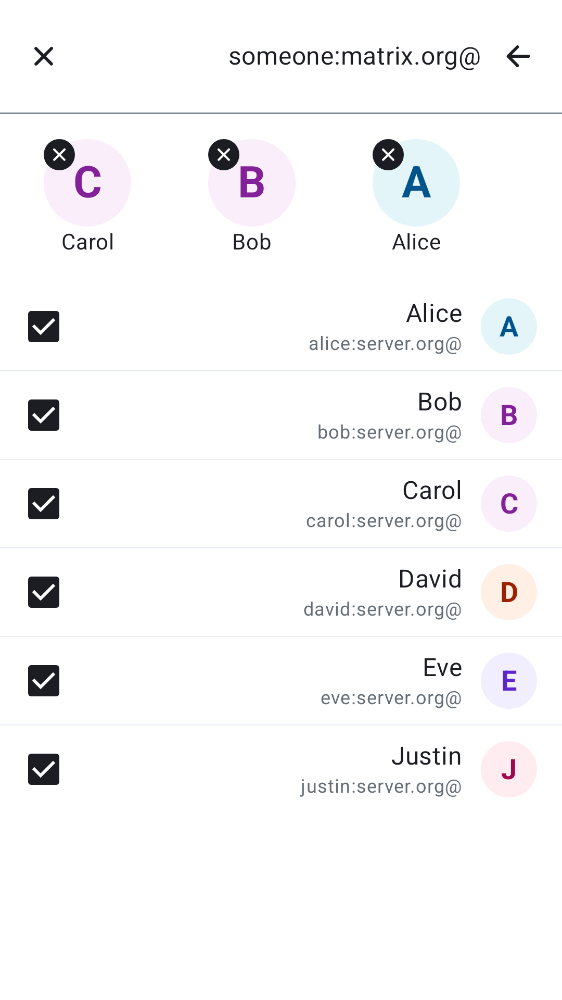 someone:matrix.org@
C B A
Carol Bob Alice
Alice
alice:server.org@
A
Bob
bob:server.org@
B
Carol
carol:server.org@
C
David
david:server.org@
D
Eve
eve:server.org@
E
Justin
justin:server.org@
J